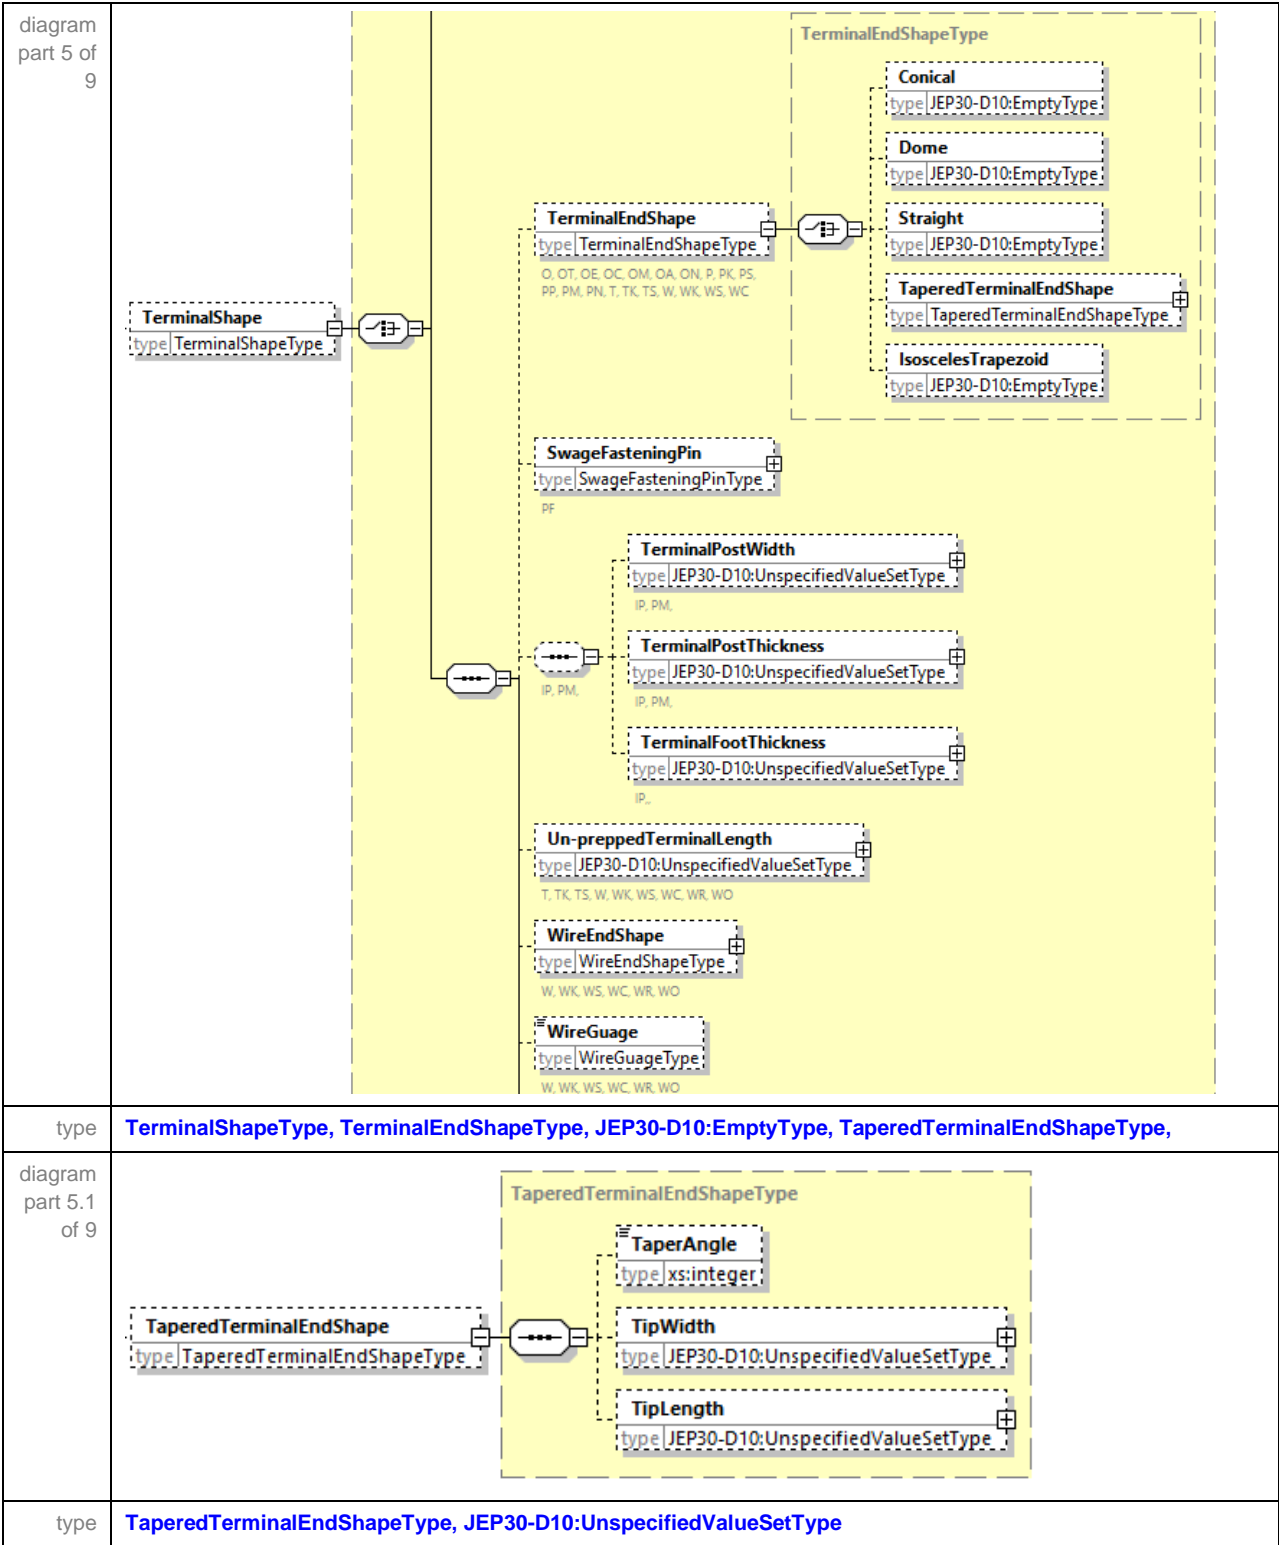 diagram
part 5 of
9
TerminalEndShapeType
Conical
type JEP30-D10:EmptyType
Dome
type JEP30-D10:EmptyType
TerminalEndShape
type TerminalEndShapeType
O, OT, OE, OC, OM, OA, ON, P, PK, PS,
PP, PM, PN, T, TK, TS, W, WK, WS, WC
Straight
type JEP30-D10:EmptyType
TaperedTerminalEndShape
type TaperedTerminalEndShapeType
TerminalShape
type TerminalShapeType
IsoscelesTrapezoid
type JEP30-D10:EmptyType
SwageFasteningPin
type SwageFasteningPinType
PF
TerminalPostWidth
type JEP30-D10:UnspecifiedValueSetType
IP, PM,
TerminalPostThickness
type JEP30-D10:UnspecifiedValueSetType
IP, PM,
IP, PM,
TerminalFootThickness
type JEP30-D10:UnspecifiedValueSetType
IP,,
Un-preppedTerminalLength
type JEP30-D10:UnspecifiedValueSetType
T, TK, TS, W, WK, WS, WC, WR, WO
WireEndShape
type WireEndShapeType
W, WK, WS, WC, WR, WO
WireGuage
type WireGuageType
W, WK, WS, WC, WR, WO
type TerminalShapeType, TerminalEndShapeType, JEP30-D10:EmptyType, TaperedTerminalEndShapeType,
diagram
part 5.1
of 9
TaperedTerminalEndShapeType
TaperAngle
type xs:integer
TaperedTerminalEndShape
type TaperedTerminalEndShapeType
TipWidth
type JEP30-D10:UnspecifiedValueSetType
TipLength
type JEP30-D10:UnspecifiedValueSetType
type TaperedTerminalEndShapeType, JEP30-D10:UnspecifiedValueSetType